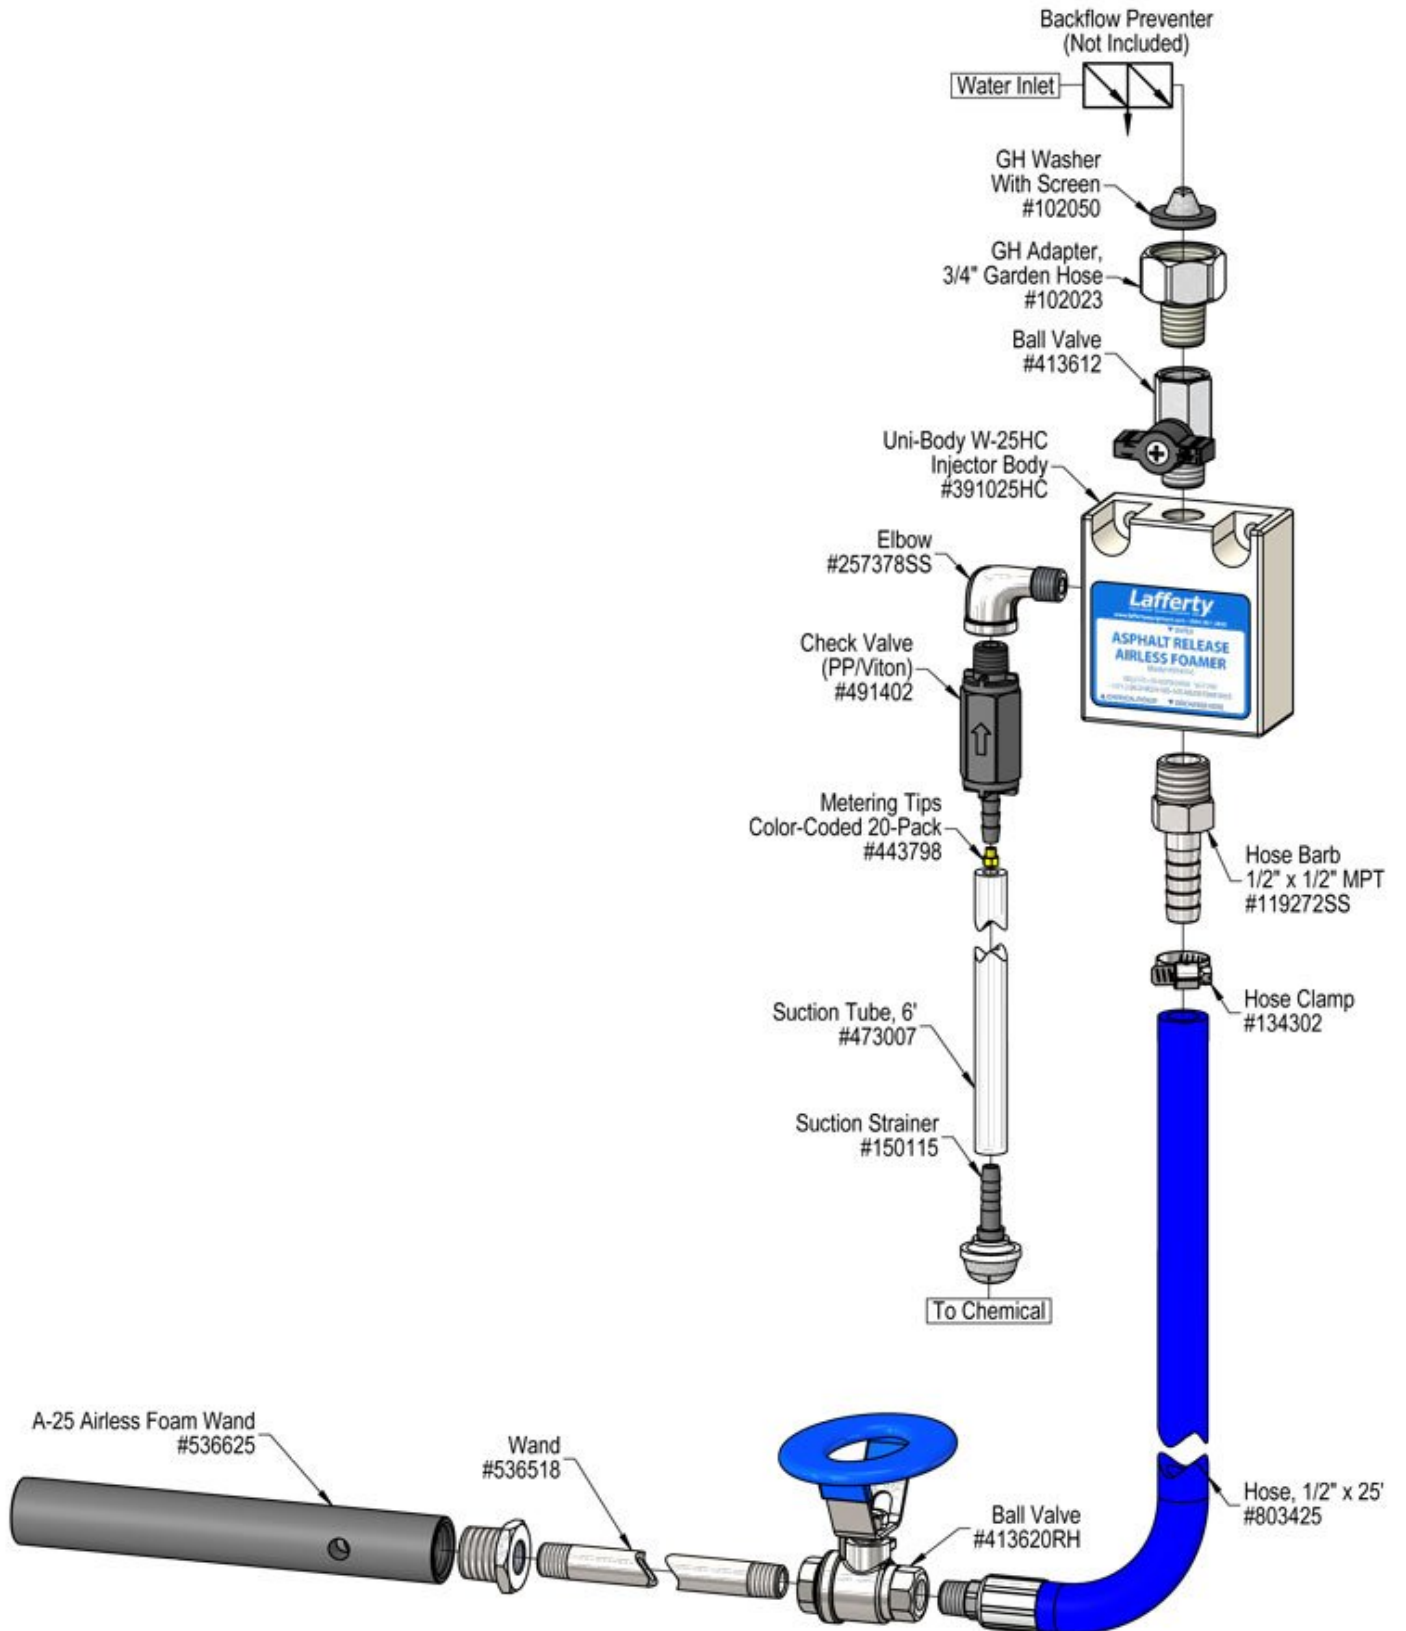 Backflow Preventer
(Not Included)
Water Inlet
GH Washer
With Screen
#102050
GH Adapter,
3/4" Garden Hose
#102023
Ball Valve
#413612
Uni-Body W-25HC
Injector Body
#391025HC
Elbow
#257378SS
Lafferty
ASPHALT RELEASE
AIRLESS FOAMER
Check Valve
(PP/Viton)
#491402
Metering Tips
Color-Coded 20-Pack
#443798
Hose Barb
1/2" x 1/2" MPT
#119272SS
Hose Clamp
#134302
Suction Tube, 6'
#473007
Suction Strainer
#150115
To Chemical
A-25 Airless Foam Wand
#536625
Wand
#536518
Ball Valve
#413620RH
Hose, 1/2" x 25'
#803425